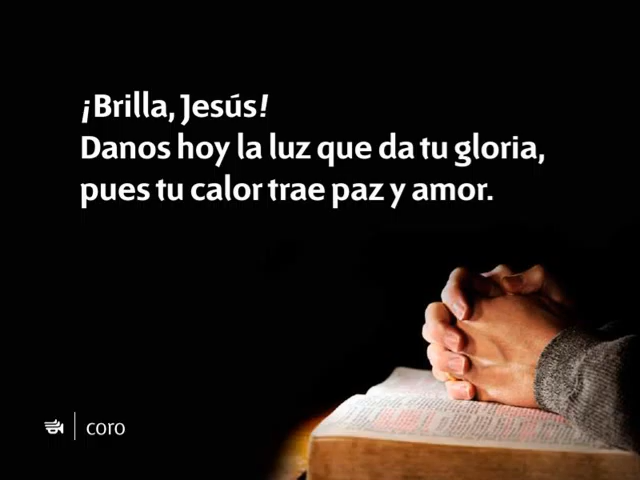 ¡Brilla, Jesús!
Danos hoy la luz que da tu gloria,
pues tu calor trae paz y amor.
coro